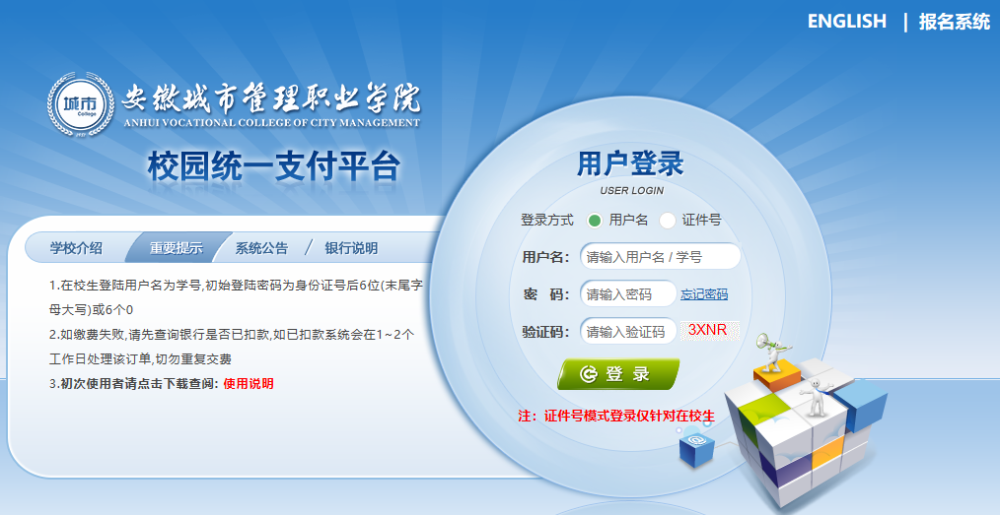 ENGLISH | 报名系统
城市
College
安徽城市管理职业学院
ANHUI VOCATIONAL COLLEGE OF CITY MANAGEMENT
校园统一支付平台
学校介绍 重要提示 系统公告 / 银行说明
1.在校生登陆用户名为学号,初始登陆密码为身份证号后6位(末尾字
母大写)或6个0
2.如缴费失败,请先查询银行是否已扣款,如已扣款系统会在1~2个
工作日处理该订单,切勿重复交费
3.初次使用者请点击下载查阅: 使用说明
用户登录
USER LOGIN
登录方式 用户名 证件号
用户名: 请输入用户名 / 学号
密 码: 请输入密码 忘记密码
验证码: 请输入验证码 3XNR
登 录
注: 证件号模式登录仅针对在校生
@